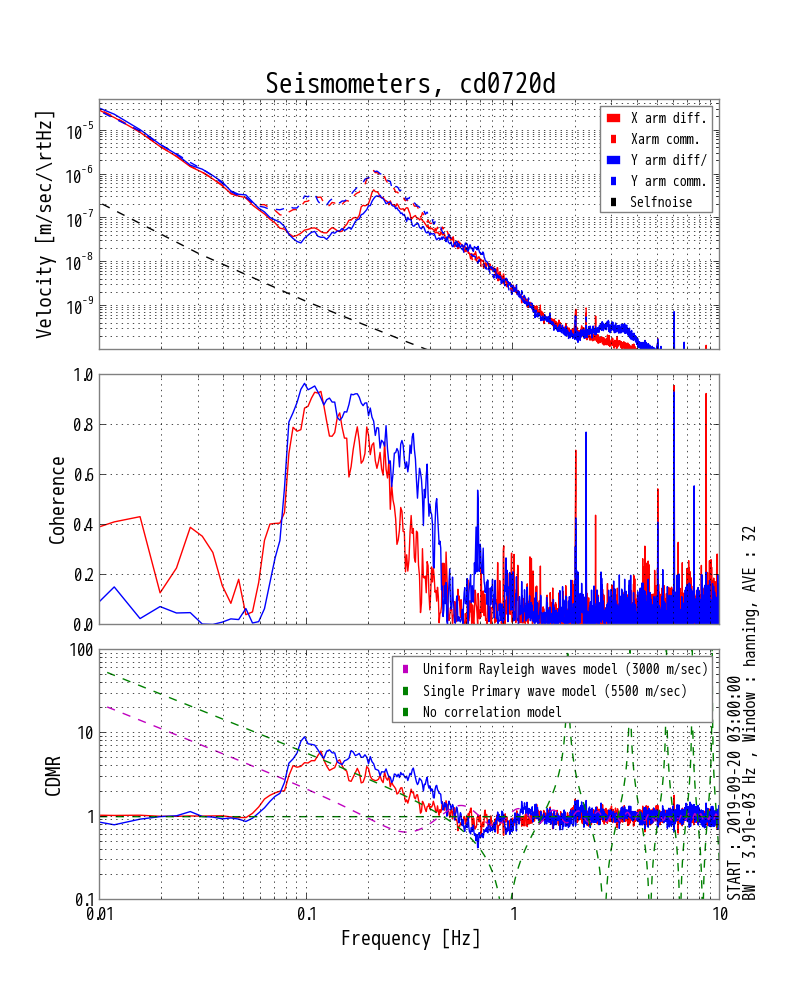 Seismometers, cd0720d
Velocity [m/sec/\rtHz]
10^-5
10^-6
10^-7
10^-8
10^-9
X arm diff.
Xarm comm.
Y arm diff/
Y arm comm.
Selfnoise
Coherence
1.0
0.8
0.6
0.4
0.2
0.0
CDMR
100
10
1
0.1
Uniform Rayleigh waves model (3000 m/sec)
Single Primary wave model (5500 m/sec)
No correlation model
0.01
0.1
1
10
Frequency [Hz]
START : 2019-09-20 03:00:00
BW : 3.91e-03 Hz , Window : hanning, AVE : 32